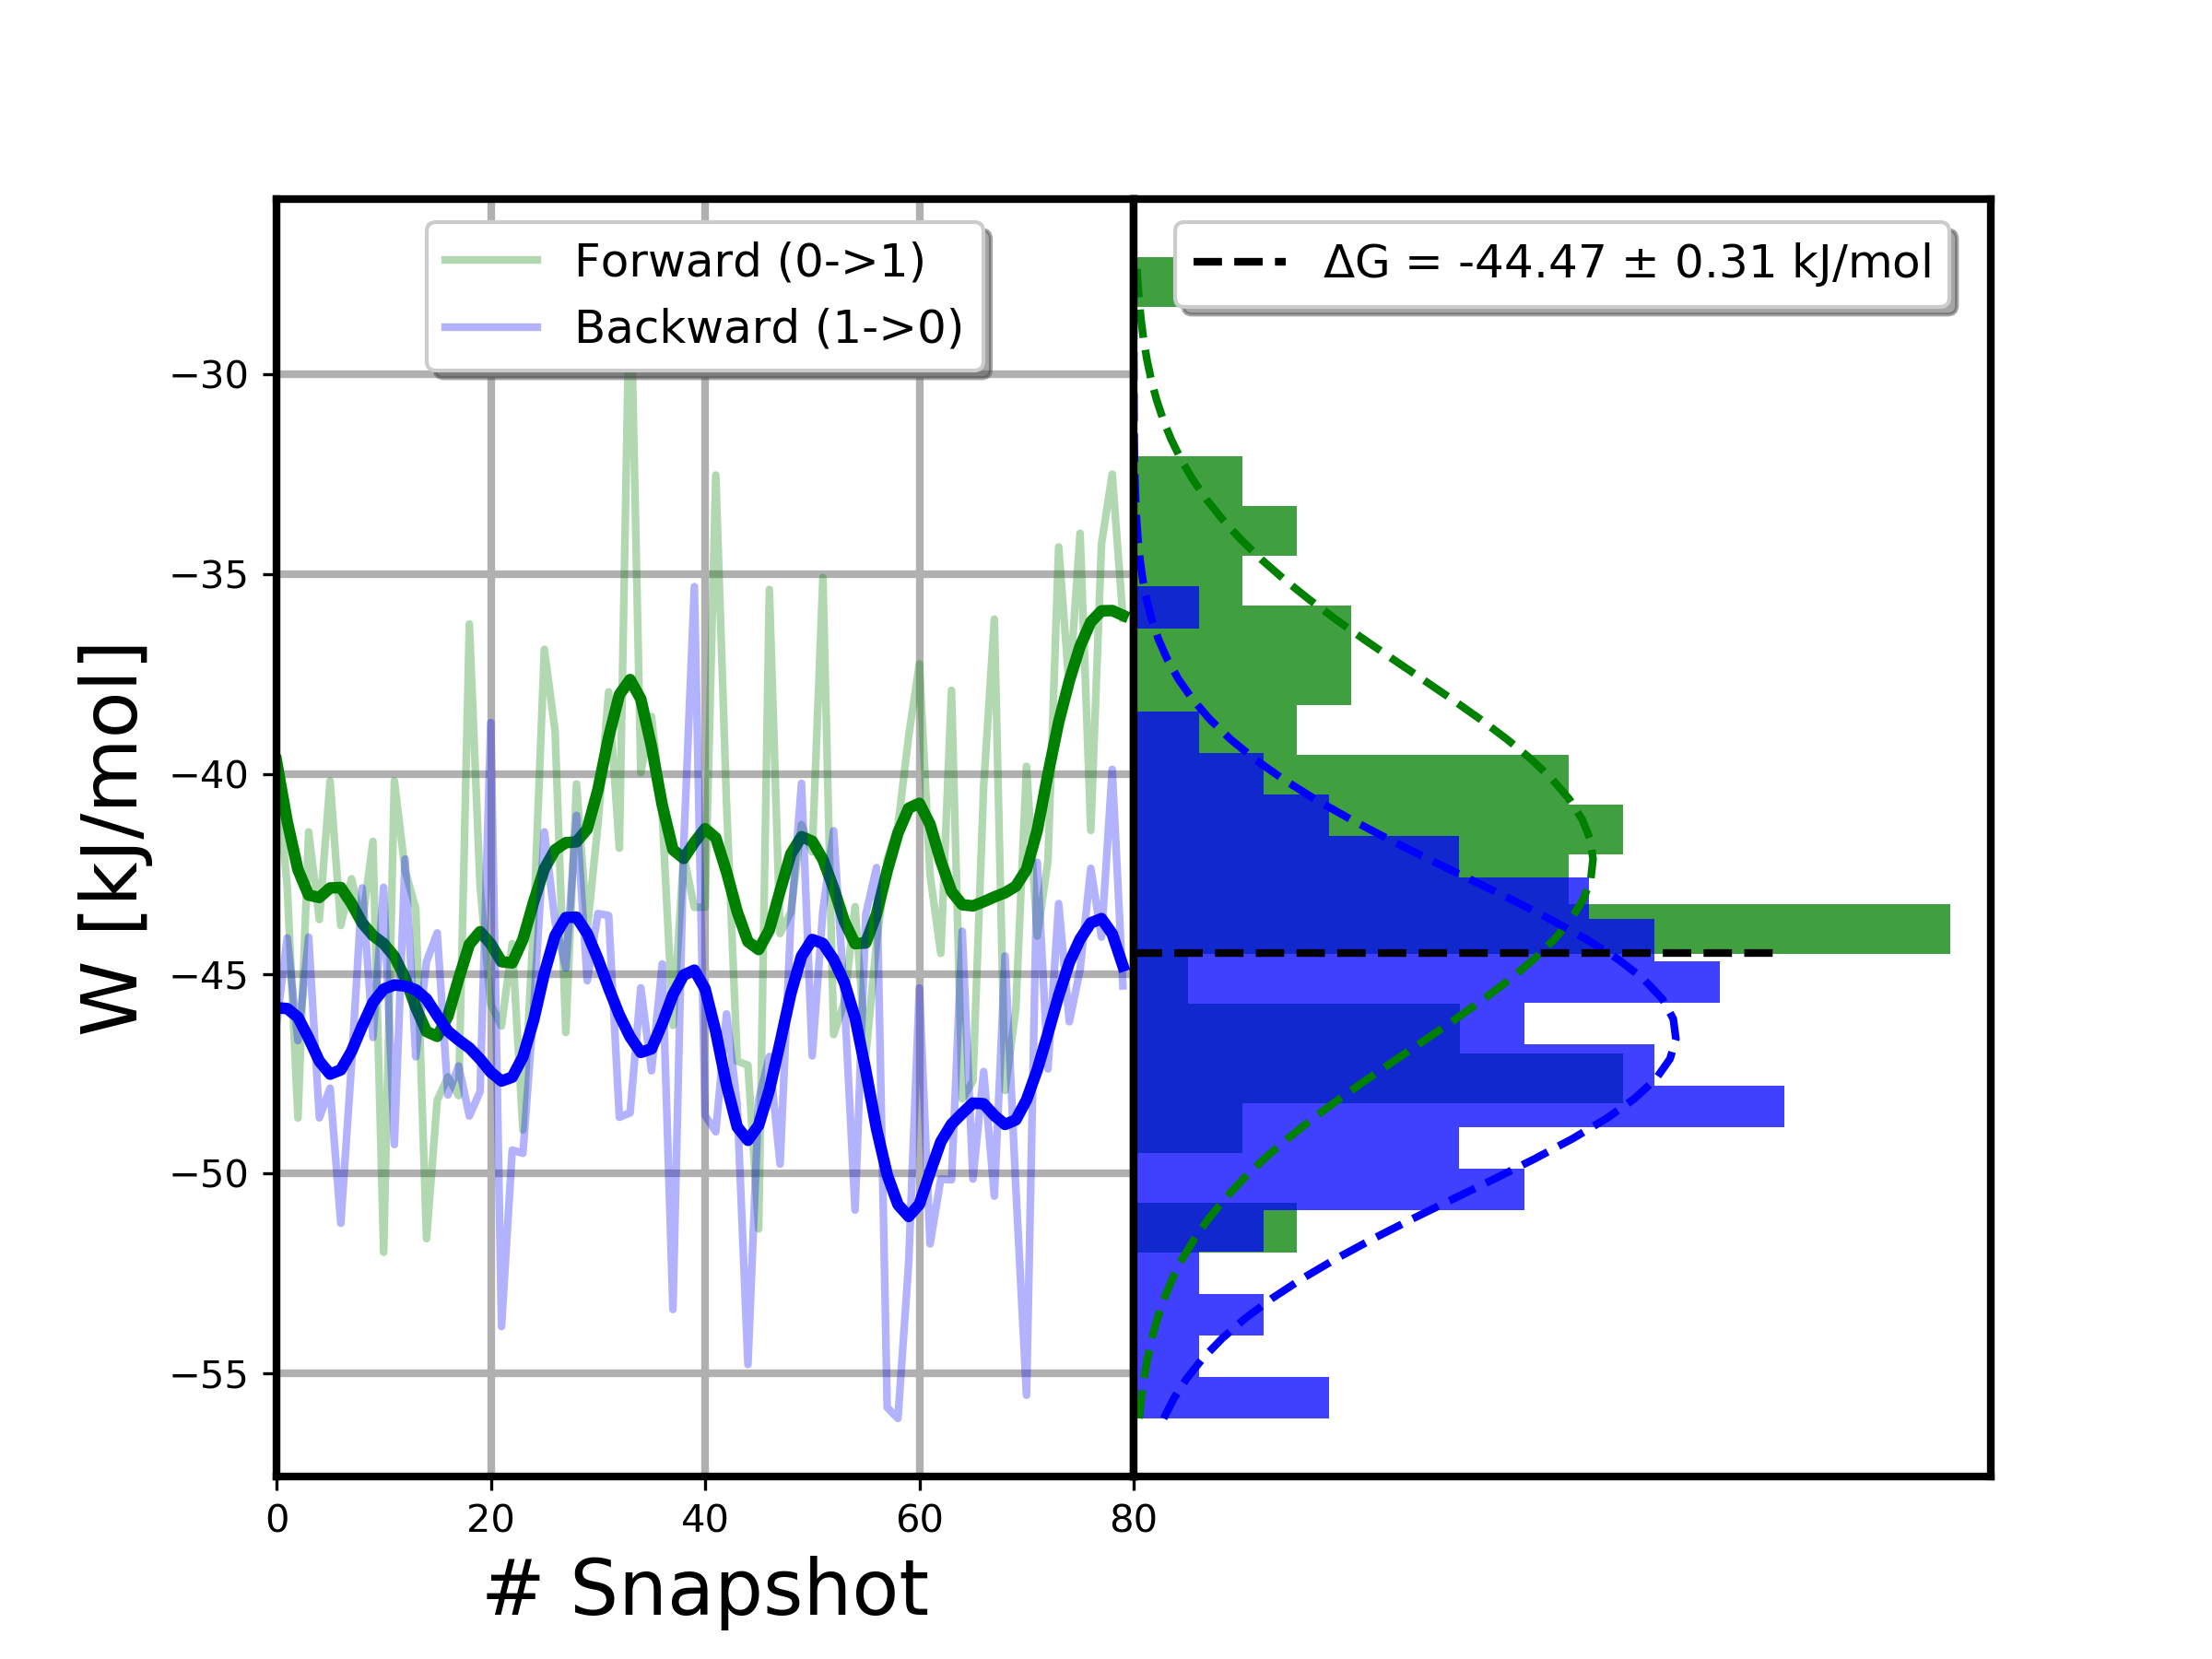 Forward (0->1)
Backward (1->0)
ΔG = -44.47 ± 0.31 kJ/mol
W [kJ/mol]
−30
−35
−40
−45
−50
−55
0 20 40 60 80
# Snapshot